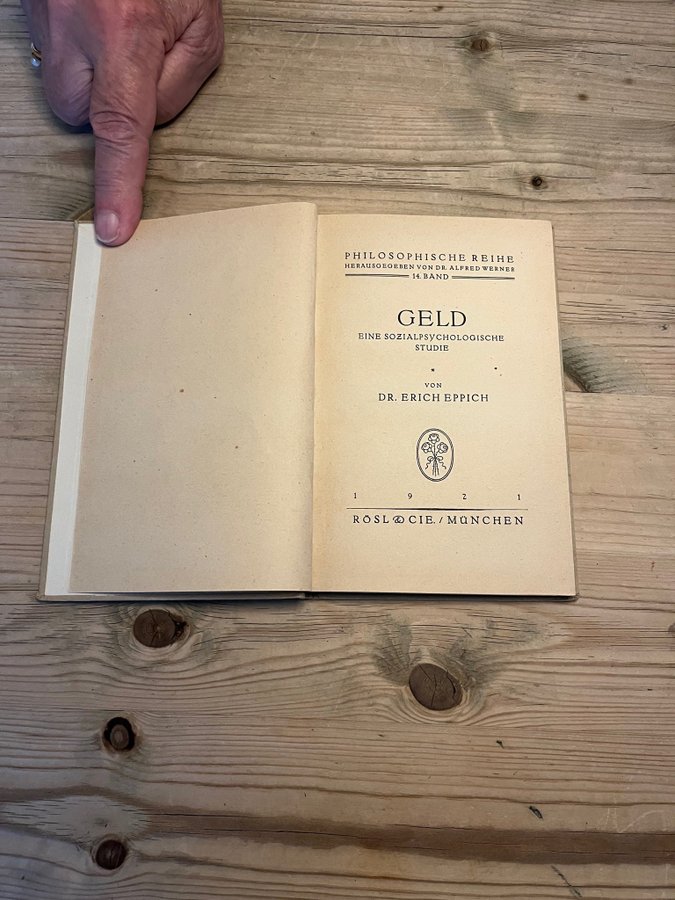 PHILOSOPHISCHE REIHE
HERAUSGEGEBEN VON DR. ALFRED WERNER
14. BAND
GELD
EINE SOZIALPSYCHOLOGISCHE
STUDIE
*
VON
DR. ERICH EPPICH
1 9 2 1
RÖSL & CIE. / MÜNCHEN